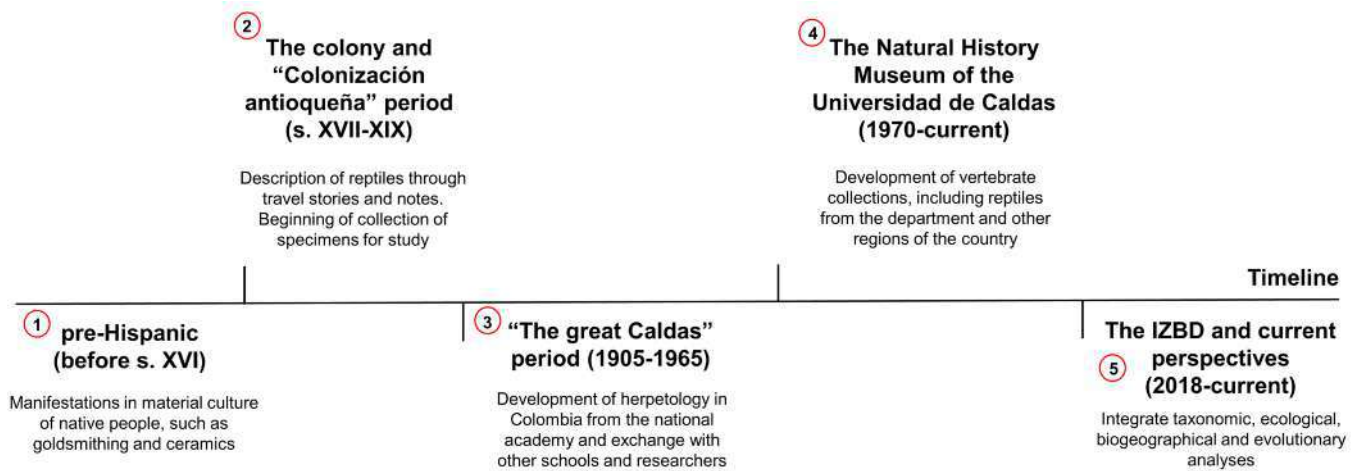 2
The colony and
“Colonización
antioqueña” period
(s. XVII-XIX)
Description of reptiles through
travel stories and notes.
Beginning of collection of
specimens for study
4
The Natural History
Museum of the
Universidad de Caldas
(1970-current)
Development of vertebrate
collections, including reptiles
from the department and other
regions of the country
Timeline
1
pre-Hispanic
(before s. XVI)
Manifestations in material culture
of native people, such as
goldsmithing and ceramics
3
“The great Caldas”
period (1905-1965)
Development of herpetology in
Colombia from the national
academy and exchange with
other schools and researchers
The IZBD and current
perspectives
5
(2018-current)
Integrate taxonomic, ecological,
biogeographical and evolutionary
analyses